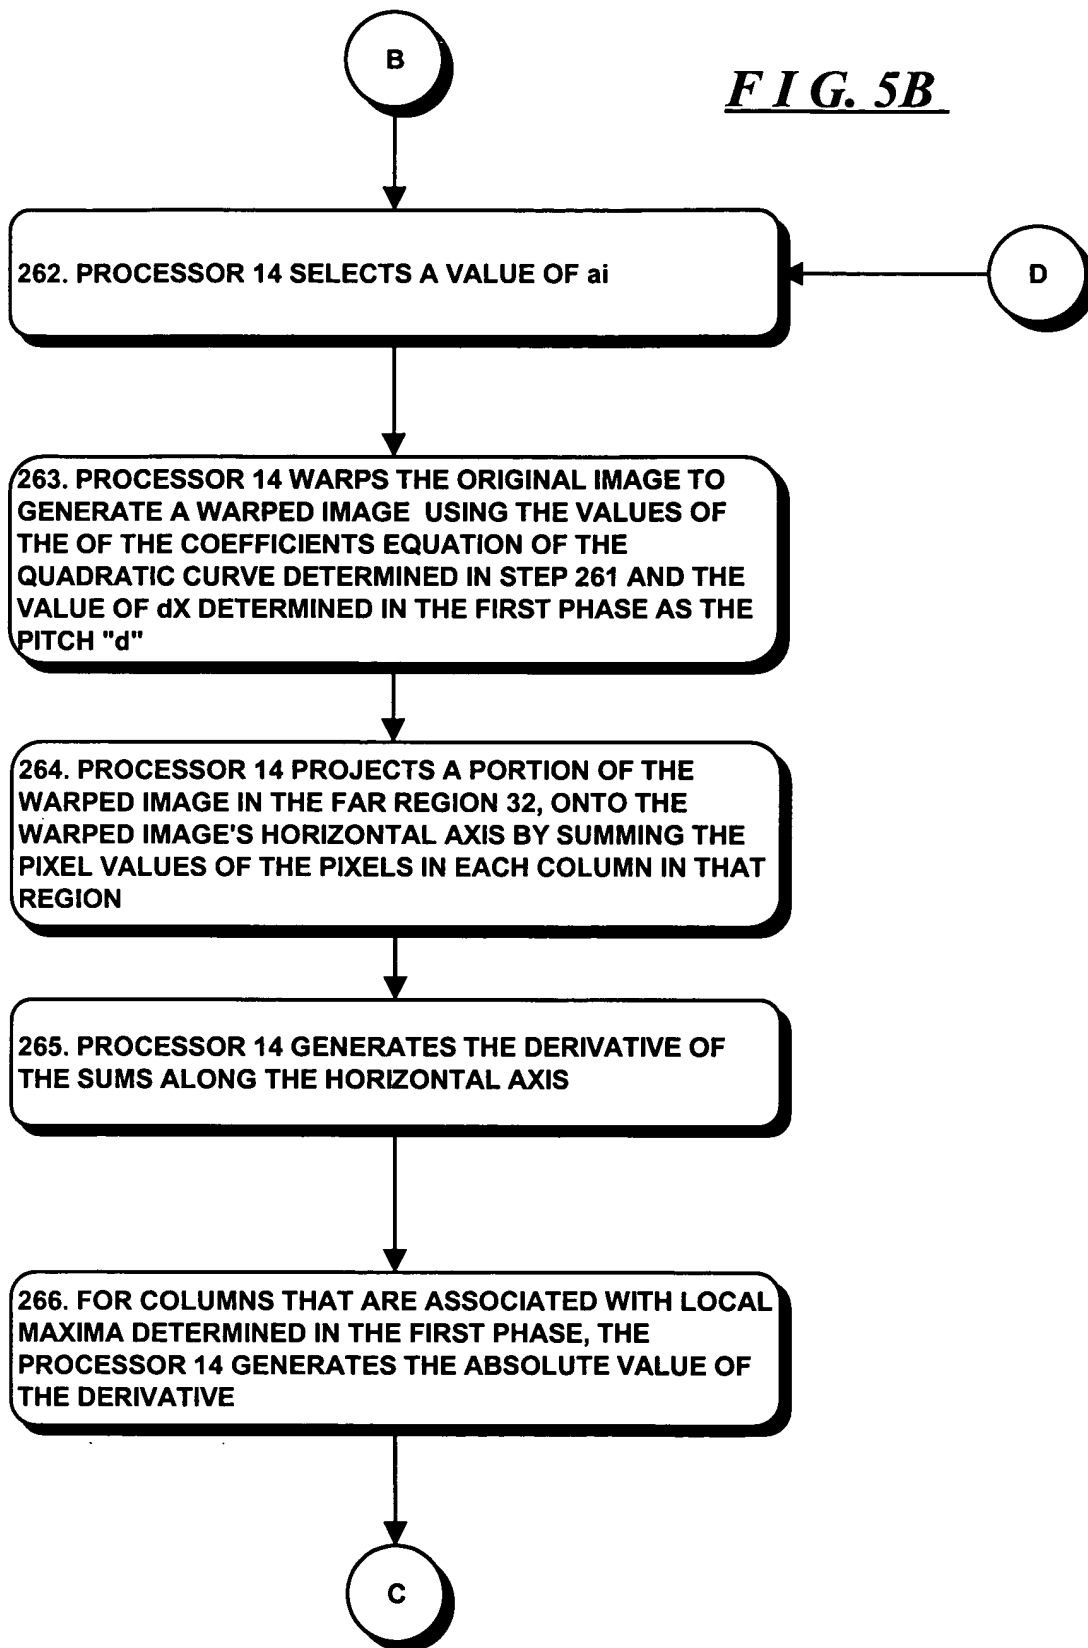 B
F I G. 5B
262. PROCESSOR 14 SELECTS A VALUE OF ai
D
263. PROCESSOR 14 WARPS THE ORIGINAL IMAGE TO
GENERATE A WARPED IMAGE USING THE VALUES OF
THE OF THE COEFFICIENTS EQUATION OF THE
QUADRATIC CURVE DETERMINED IN STEP 261 AND THE
VALUE OF dX DETERMINED IN THE FIRST PHASE AS THE
PITCH "d"
264. PROCESSOR 14 PROJECTS A PORTION OF THE
WARPED IMAGE IN THE FAR REGION 32, ONTO THE
WARPED IMAGE'S HORIZONTAL AXIS BY SUMMING THE
PIXEL VALUES OF THE PIXELS IN EACH COLUMN IN THAT
REGION
265. PROCESSOR 14 GENERATES THE DERIVATIVE OF
THE SUMS ALONG THE HORIZONTAL AXIS
266. FOR COLUMNS THAT ARE ASSOCIATED WITH LOCAL
MAXIMA DETERMINED IN THE FIRST PHASE, THE
PROCESSOR 14 GENERATES THE ABSOLUTE VALUE OF
THE DERIVATIVE
C